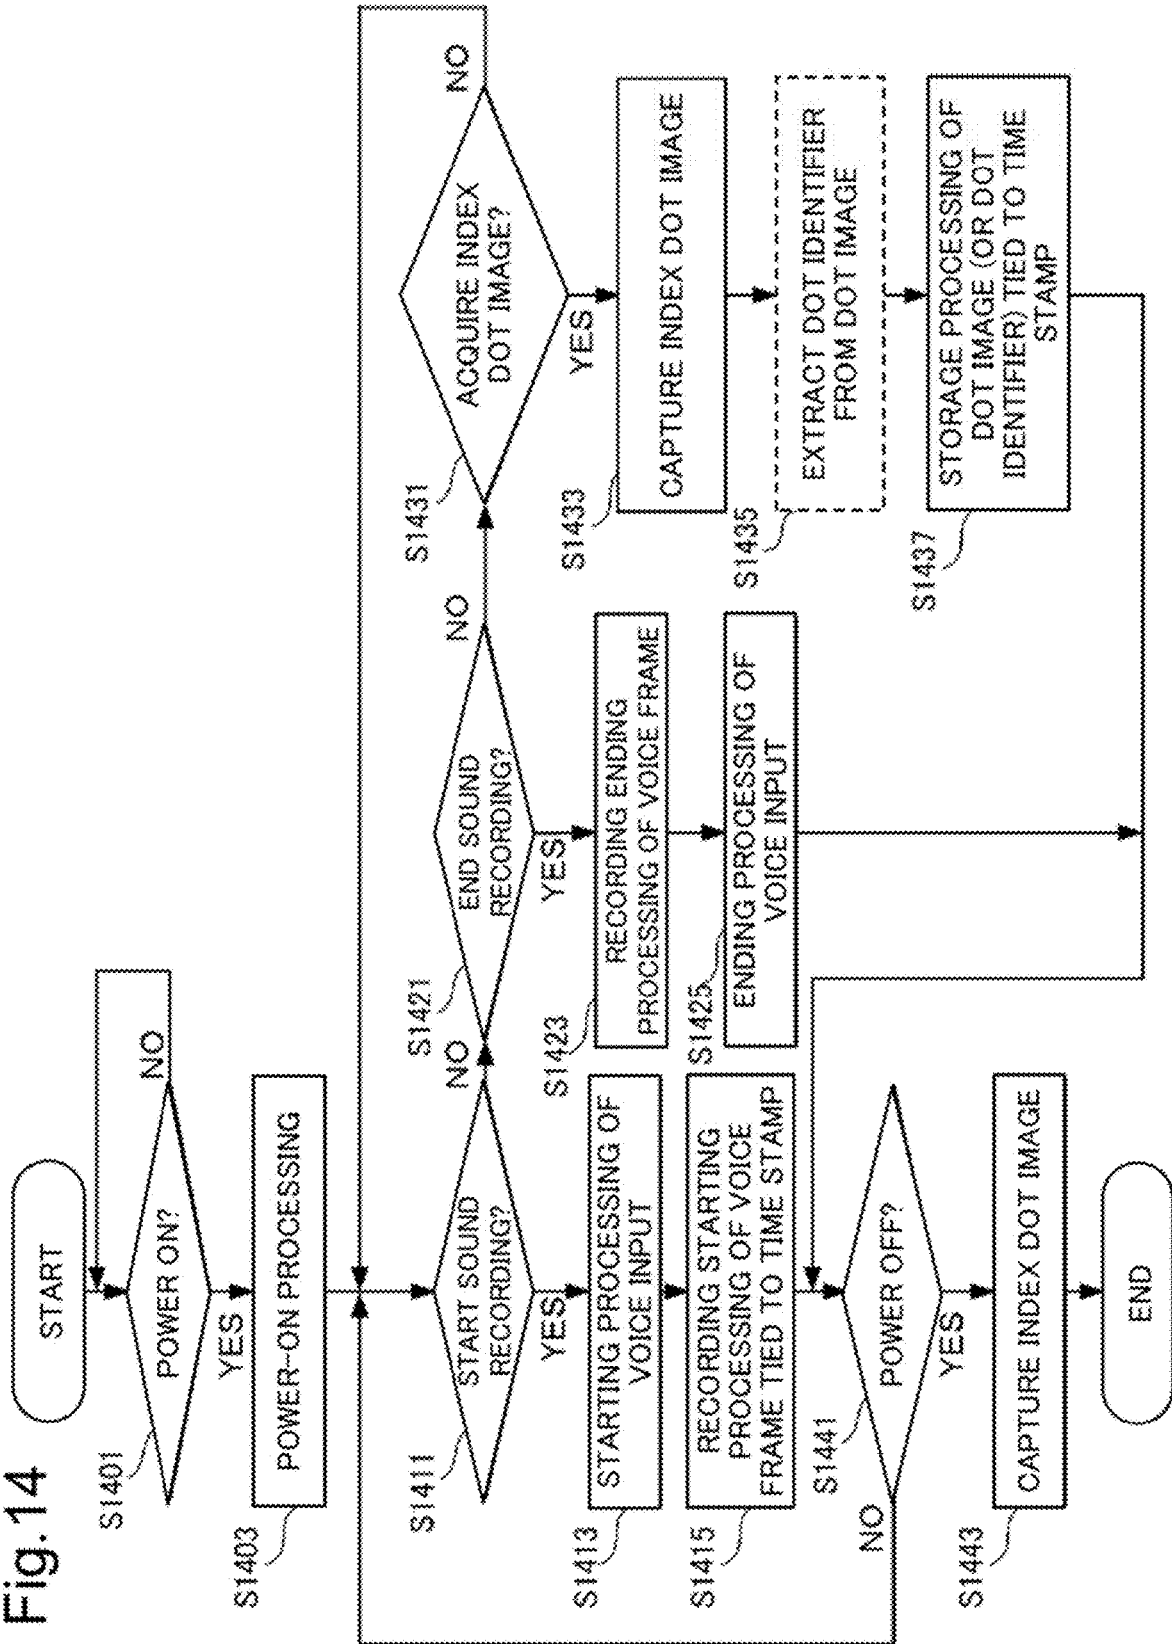 Fig.14
START
S1401
POWER ON?
NO
YES
S1403
POWER-ON PROCESSING
S1411
START SOUND
RECORDING?
NO
YES
S1413
STARTING PROCESSING OF
VOICE INPUT
S1415
RECORDING STARTING
PROCESSING OF VOICE
FRAME TIED TO TIME STAMP
S1421
END SOUND
RECORDING?
NO
YES
S1423
RECORDING ENDING
PROCESSING OF VOICE FRAME
S1425
ENDING PROCESSING OF
VOICE INPUT
S1431
ACQUIRE INDEX
DOT IMAGE?
NO
YES
S1433
CAPTURE INDEX DOT IMAGE
S1435
EXTRACT DOT IDENTIFIER
FROM DOT IMAGE
S1437
STORAGE PROCESSING OF
DOT IMAGE (OR DOT
IDENTIFIER) TIED TO TIME
STAMP
S1441
POWER OFF?
NO
YES
S1443
CAPTURE INDEX DOT IMAGE
END